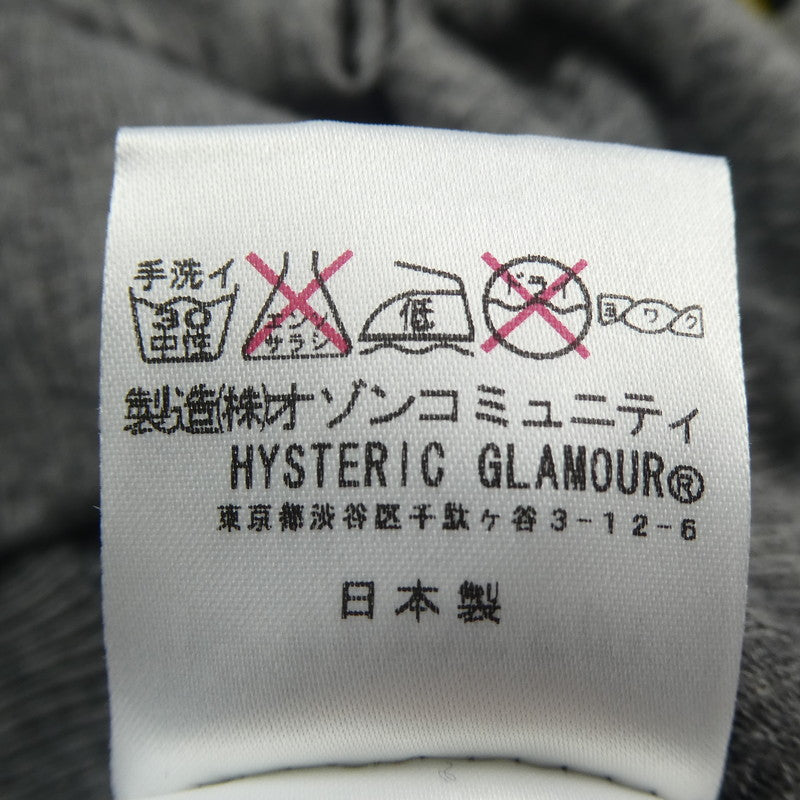 手洗イ 30 中性 エンソサラシ 低 ドライ ヨワク
製造(株)オゾンコミュニティ
HYSTERIC GLAMOUR®
東京都渋谷区千駄ヶ谷3-12-6
日本製